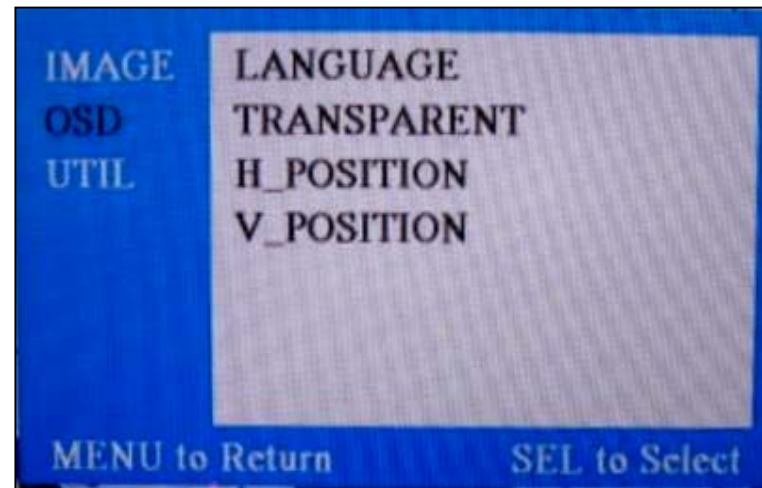 IMAGE LANGUAGE
OSD TRANSPARENT
UTIL H_POSITION
V_POSITION
MENU to Return SEL to Select